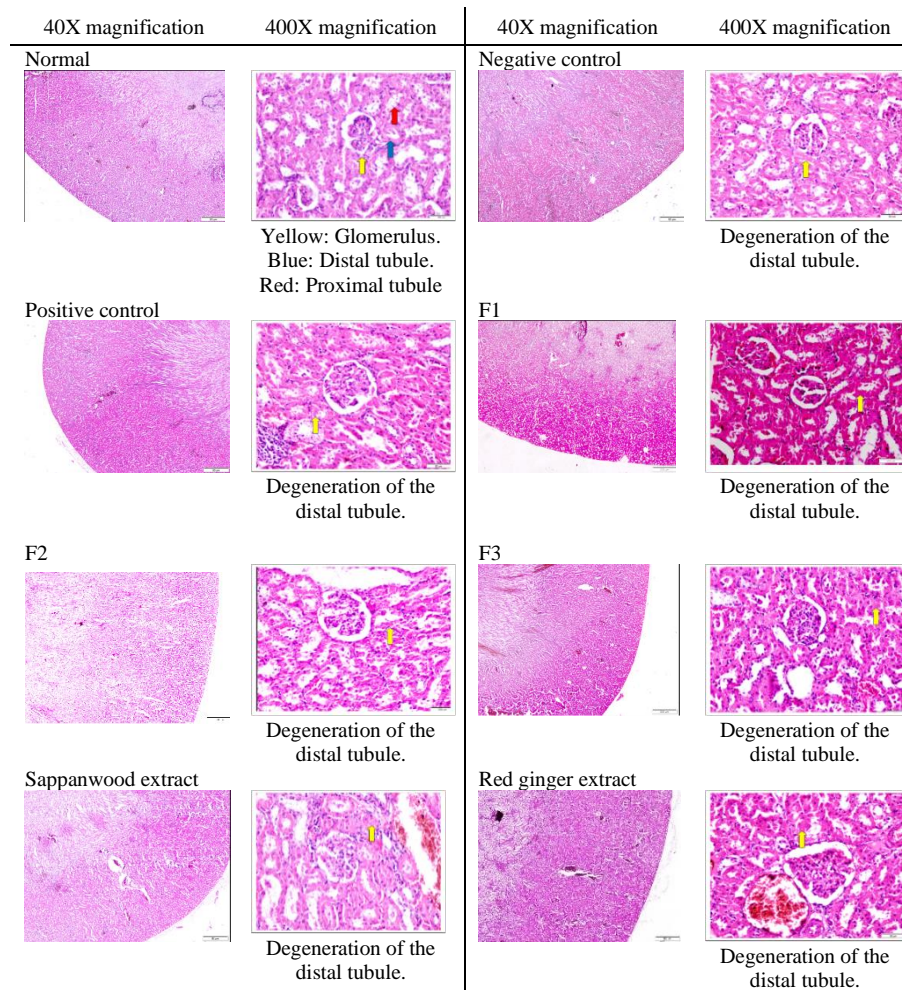 40X magnification 400X magnification 40X magnification 400X magnification
Normal
Negative control
Yellow: Glomerulus.
Blue: Distal tubule.
Red: Proximal tubule
Degeneration of the
distal tubule.
Positive control
F1
Degeneration of the
distal tubule.
Degeneration of the
distal tubule.
F2
F3
Degeneration of the
distal tubule.
Degeneration of the
distal tubule.
Sappanwood extract
Red ginger extract
Degeneration of the
distal tubule.
Degeneration of the
distal tubule.